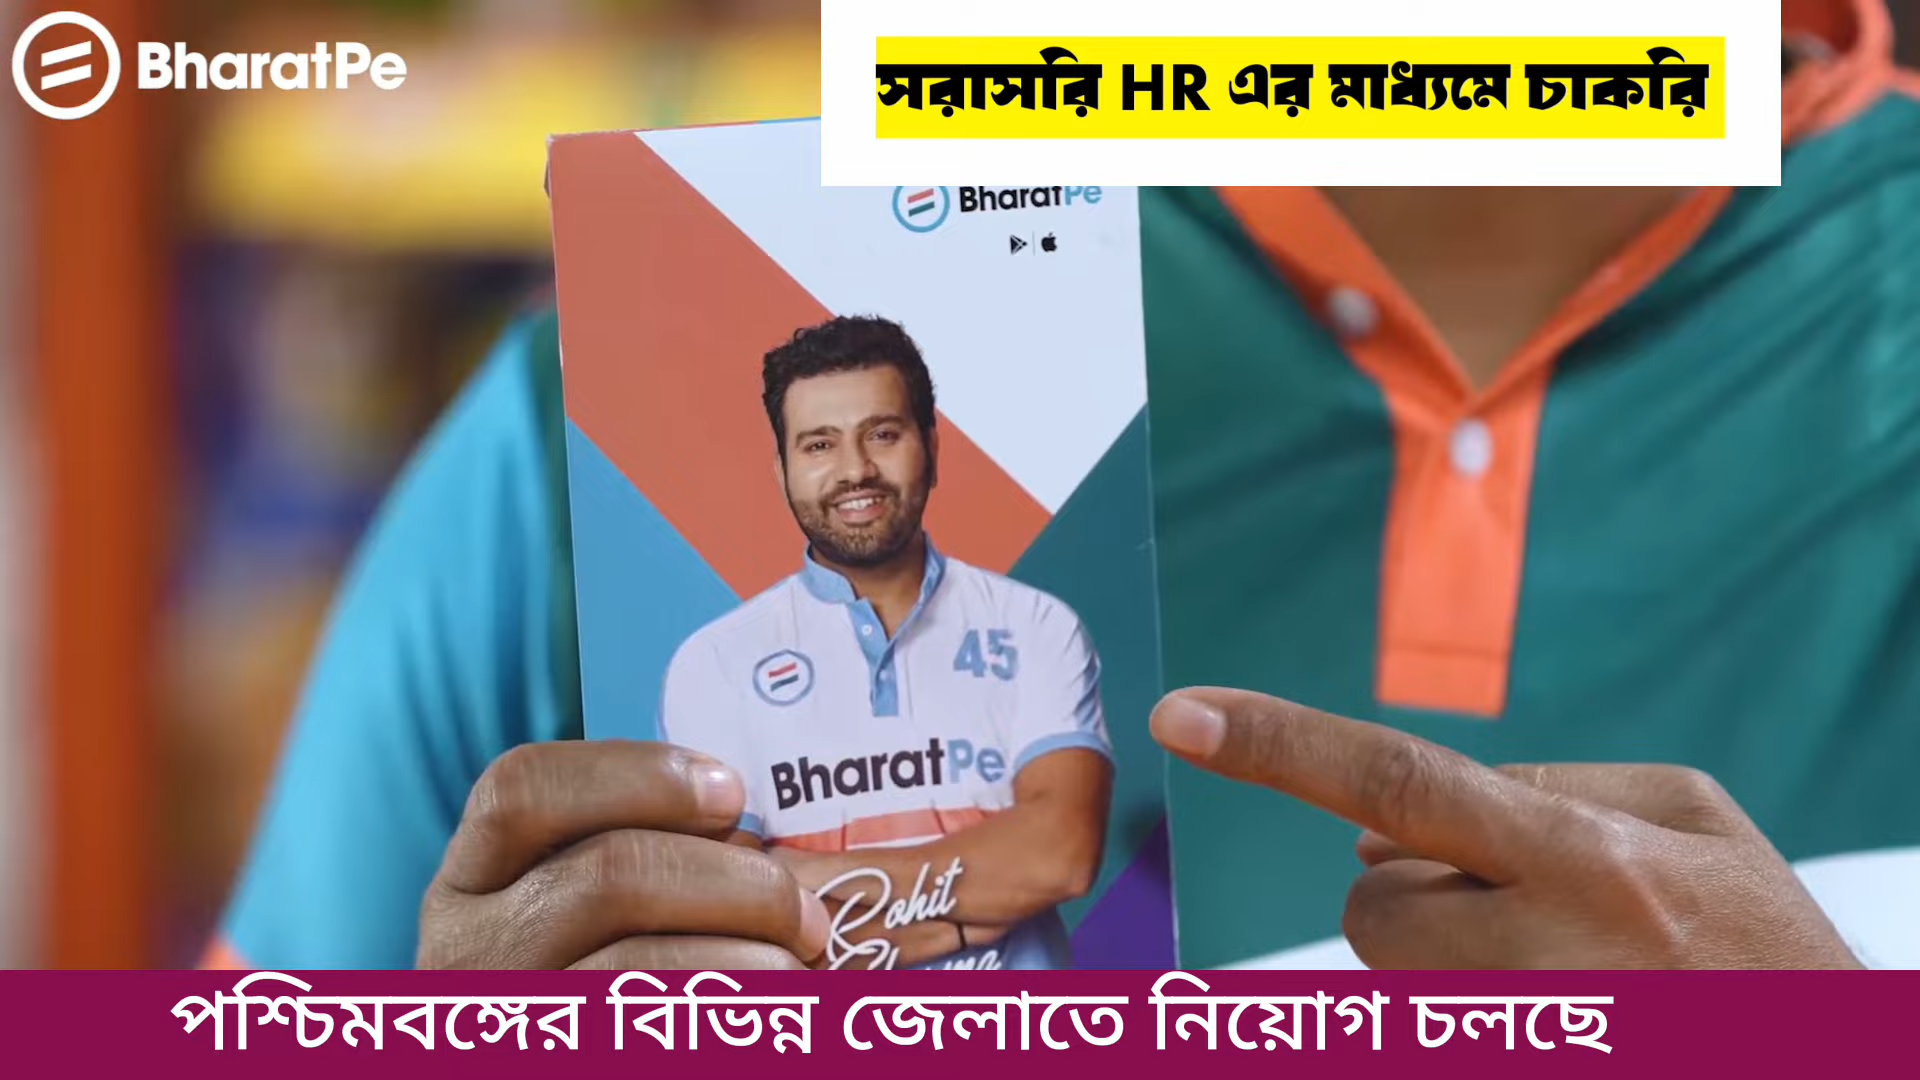 BharatPe
সরাসরি HR এর মাধ্যমে চাকরি
BharatPe
45
BharatPe
Rohit
পশ্চিমবঙ্গের বিভিন্ন জেলাতে নিয়োগ চলছে